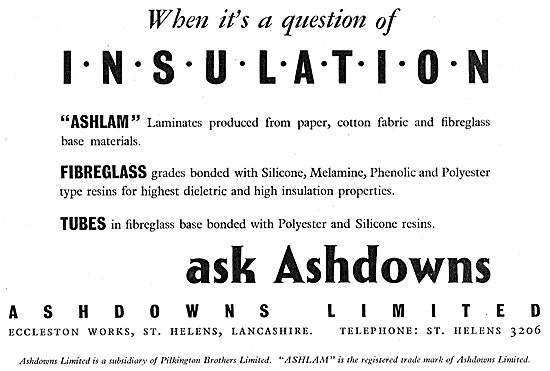 When it's a question of
I·N·S·U·L·A·T·I·O·N
"ASHLAM" Laminates produced from paper, cotton fabric and fibreglass
base materials.
FIBREGLASS grades bonded with Silicone, Melamine, Phenolic and Polyester
type resins for highest dieletric and high insulation properties.
TUBES in fibreglass base bonded with Polyester and Silicone resins.
ask Ashdowns
ASHDOWNS LIMITED
ECCLESTON WORKS, ST. HELENS, LANCASHIRE. TELEPHONE: ST. HELENS 3206
Ashdowns Limited is a subsidiary of Pilkington Brothers Limited. "ASHLAM" is the registered trade mark of Ashdowns Limited.